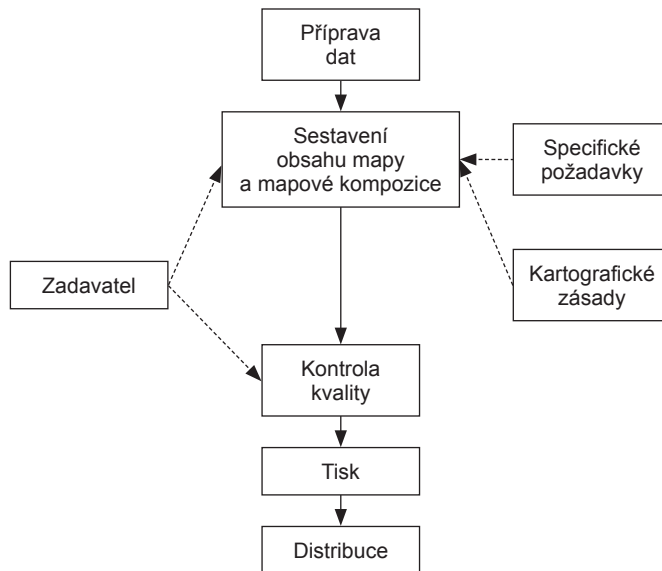 Příprava
dat
Sestavení
obsahu mapy
a mapové kompozice
Specifické
požadavky
Zadavatel
Kartografické
zásady
Kontrola
kvality
Tisk
Distribuce